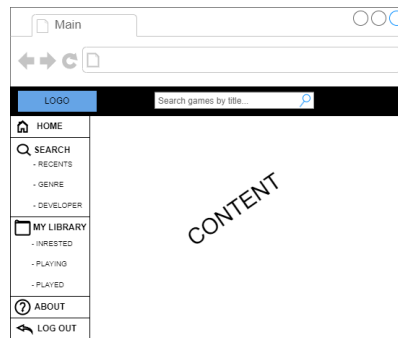 Main
LOGO
Search games by title...
HOME
SEARCH
- RECENTS
- GENRE
- DEVELOPER
MY LIBRARY
- INRESTED
- PLAYING
- PLAYED
? ABOUT
LOG OUT
CONTENT